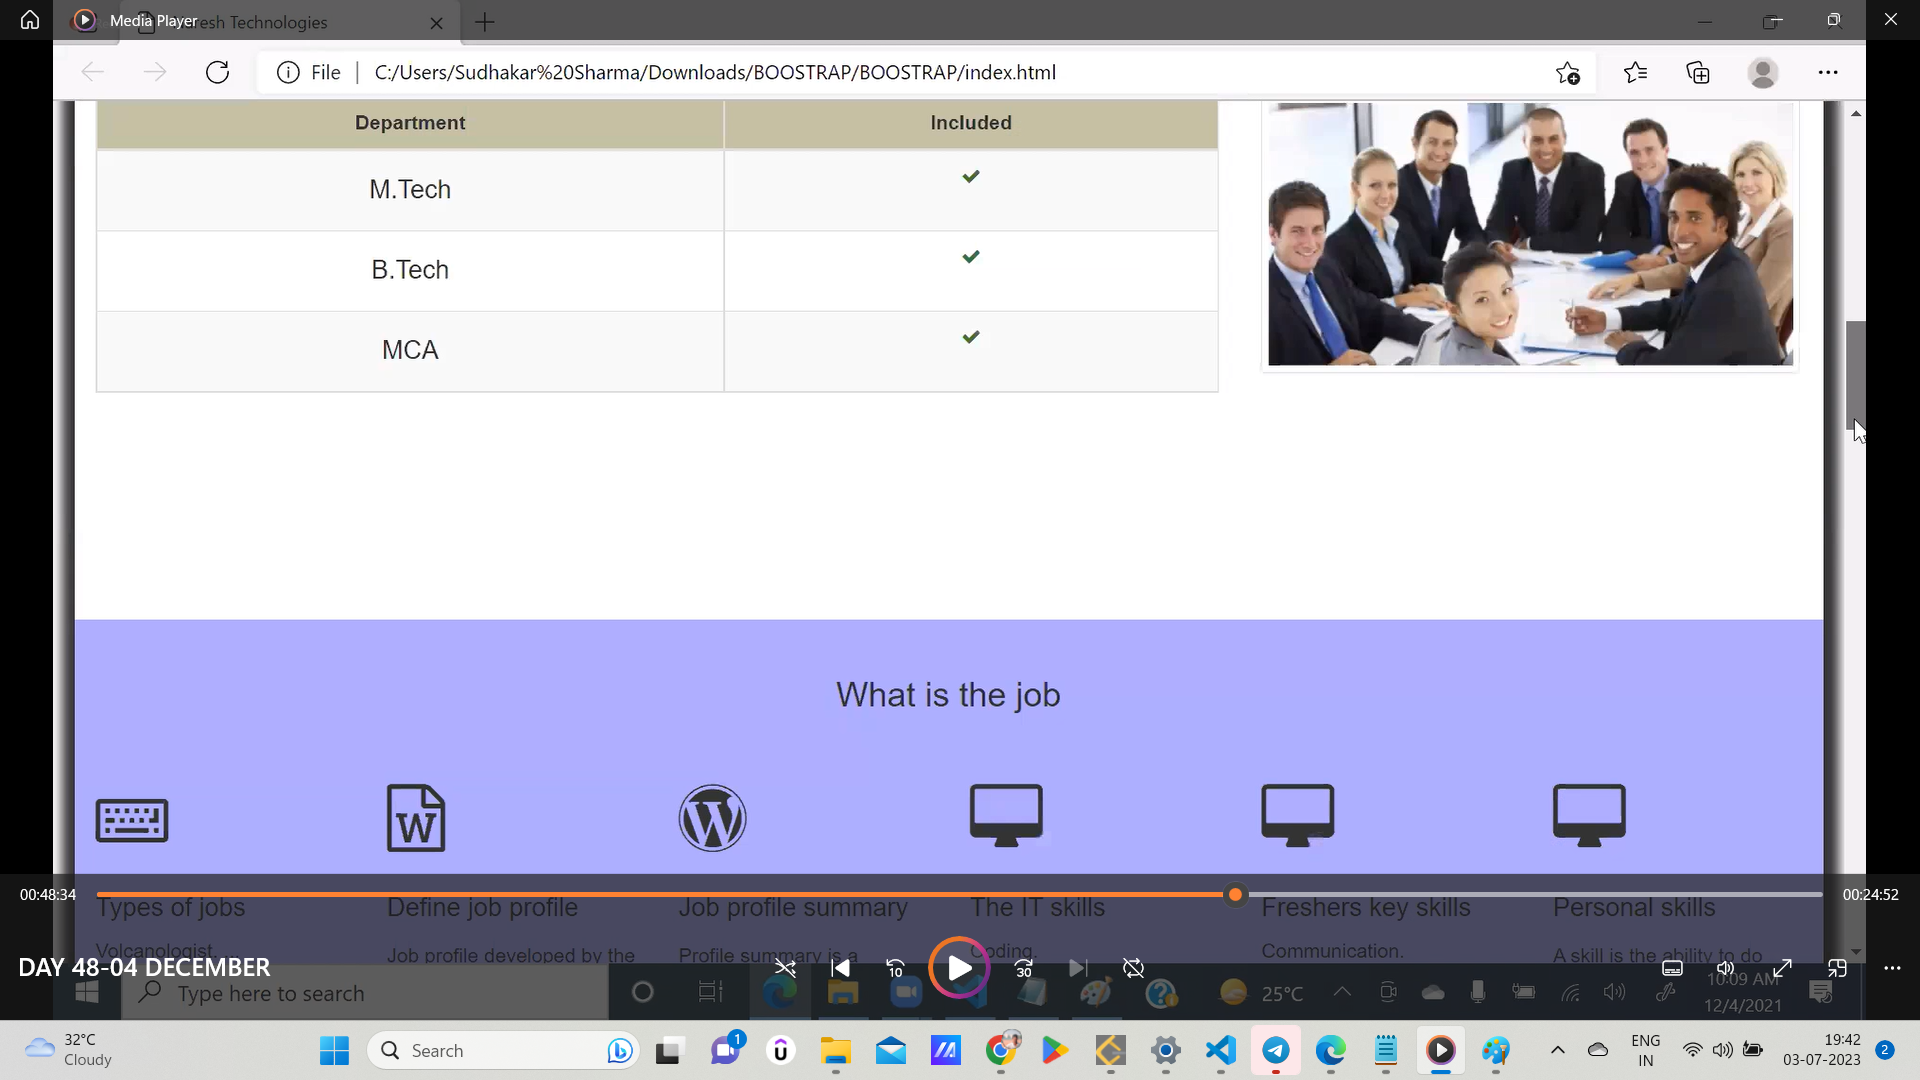 Media Player
resh Technologies
File
C:/Users/Sudhakar%20Sharma/Downloads/BOOSTRAP/BOOSTRAP/index.html
Department
Included
M.Tech
B.Tech
MCA
What is the job
W
W
00:48:34
00:24:52
Types of jobs
Define job profile
Job profile summary
The IT skills
Freshers key skills
Personal skills
Volcanologist.
Job profile developed by the
Profile summary is a
Coding.
Communication.
A skill is the ability to do
DAY 48-04 DECEMBER
10
30
Type here to search
25°C
10:09 AM
12/4/2021
32°C
Cloudy
Search
1
ENG
IN
19:42
03-07-2023
2